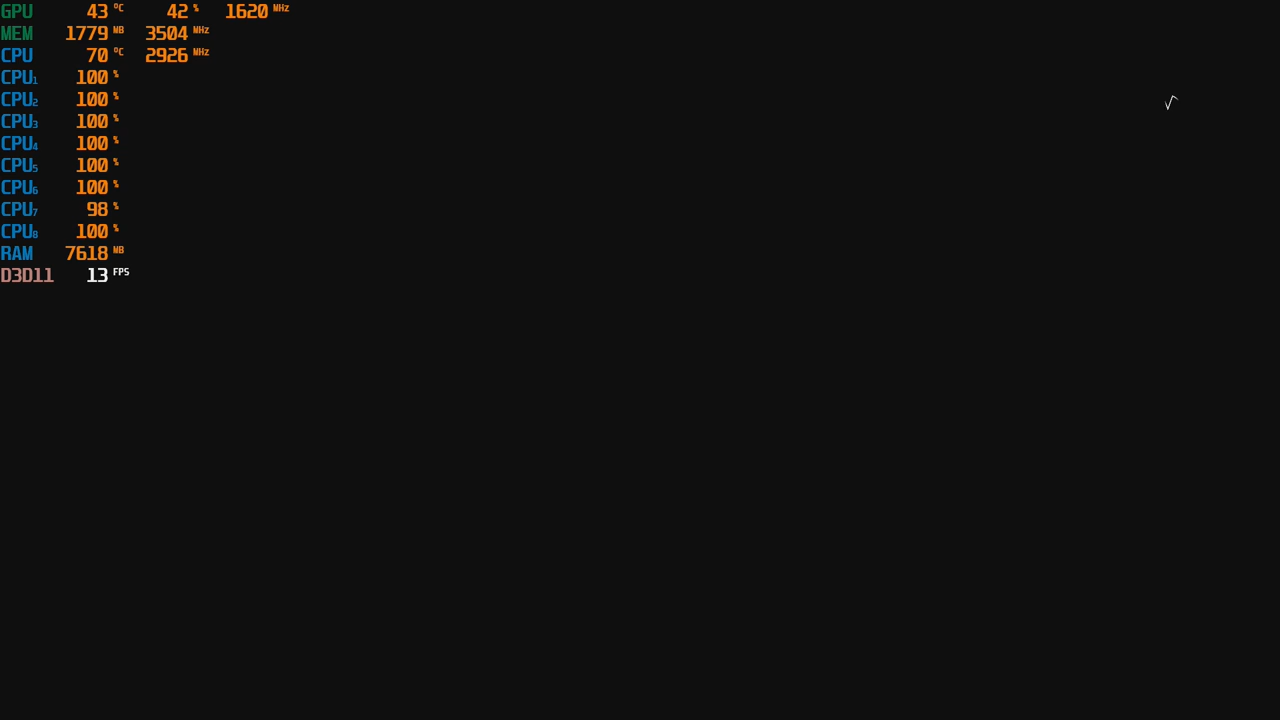 GPU 43 °C 42 % 1620 MHz
MEM 1779 MB 3504 MHz
CPU 70 °C 2926 MHz
CPU1 100 %
CPU2 100 %
CPU3 100 %
CPU4 100 %
CPU5 100 %
CPU6 100 %
CPU7 98 %
CPU8 100 %
RAM 7618 MB
D3D11 13 FPS